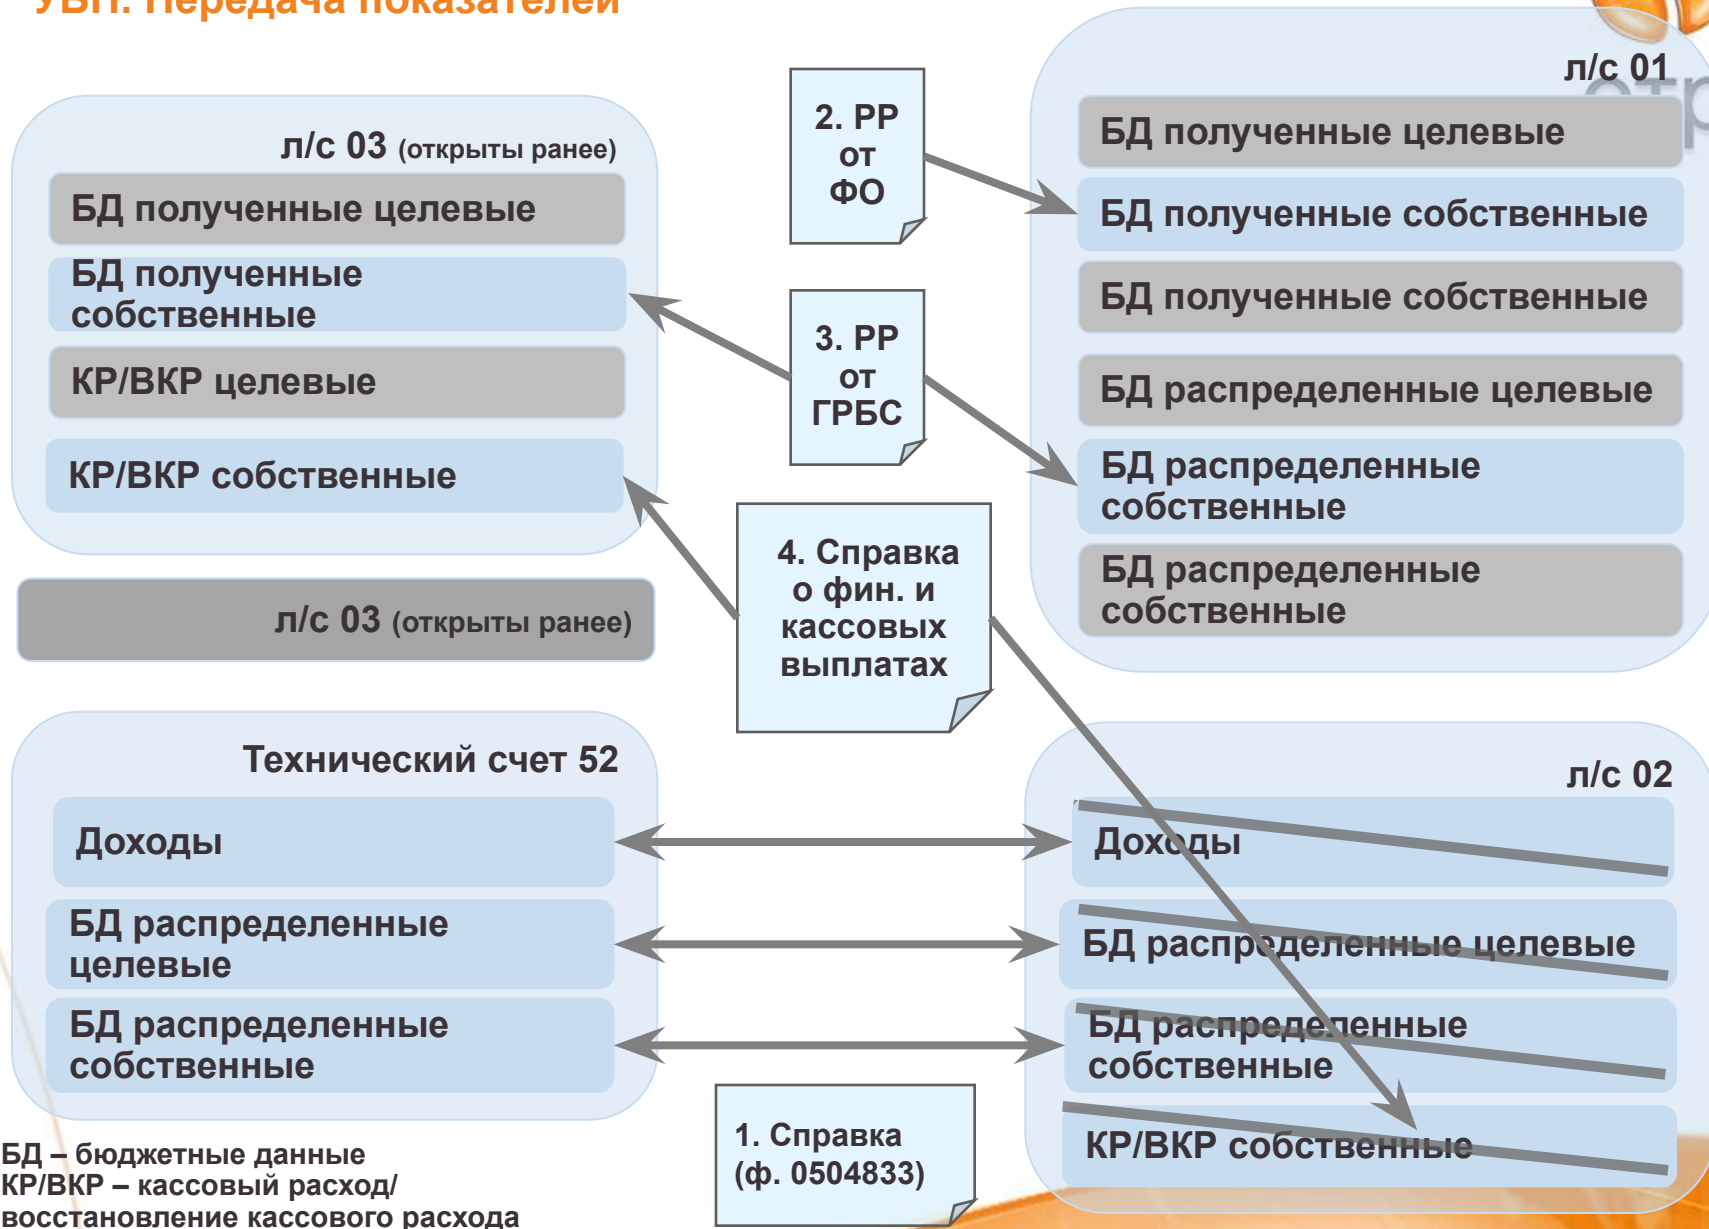 УБП. Передача показателей
л/с 03 (открыты ранее)
БД полученные целевые
БД полученные
собственные
КР/ВКР целевые
КР/ВКР собственные
л/с 03 (открыты ранее)
2. РР
от
ФО
3. РР
от
ГРБС
4. Справка
о фин. и
кассовых
выплатах
л/с 01
БД полученные целевые
БД полученные собственные
БД полученные собственные
БД распределенные целевые
БД распределенные
собственные
БД распределенные
собственные
Технический счет 52
Доходы
БД распределенные
целевые
БД распределенные
собственные
л/с 02
Доходы
БД распределенные целевые
БД распределенные
собственные
КР/ВКР собственные
1. Справка
(ф. 0504833)
БД – бюджетные данные
КР/ВКР – кассовый расход/
восстановление кассового расхода